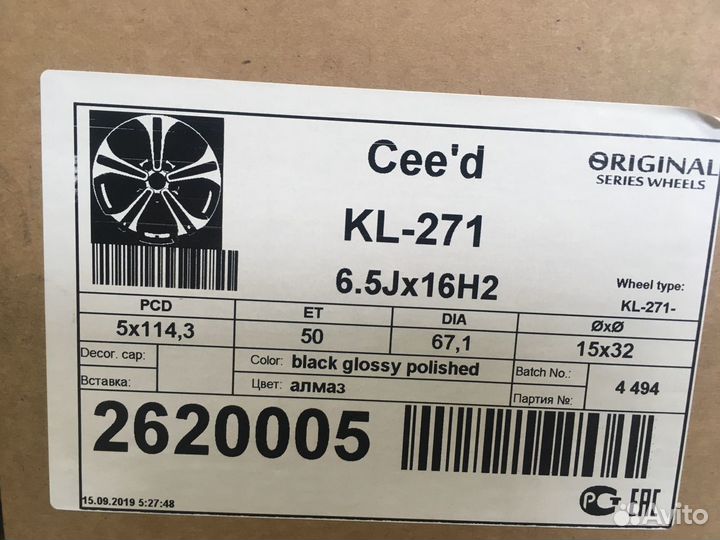 Cee'd
ORIGINAL
SERIES WHEELS
KL-271
6.5Jx16H2
Wheel type:
KL-271-
PCD
ET
DIA
ØxØ
5x114,3
50
67,1
15x32
Decor. cap:
Color: black glossy polished
Batch No.:
4 494
Вставка:
Цвет: алмаз
Партия №:
2620005
15.09.2019 5:27:48
РСТ EAC
Avito